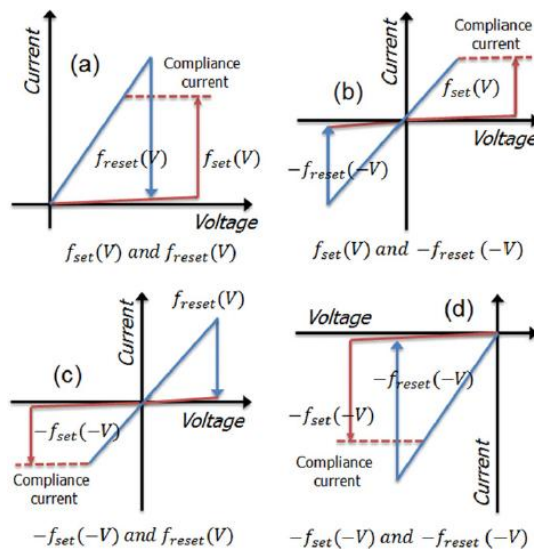 (a)
Current
Compliance
current
f_reset(V)
f_set(V)
Voltage
f_set(V) and f_reset(V)
(b)
Current
Compliance
current
f_set(V)
Voltage
-f_reset(-V)
f_set(V) and -f_reset (-V)
(c)
Current
f_reset(V)
-f_set(-V)
Voltage
Compliance
current
-f_set(-V) and f_reset(V)
(d)
Voltage
-f_reset(-V)
-f_set(-V)
Compliance
current
Current
-f_set(-V) and -f_reset (-V)